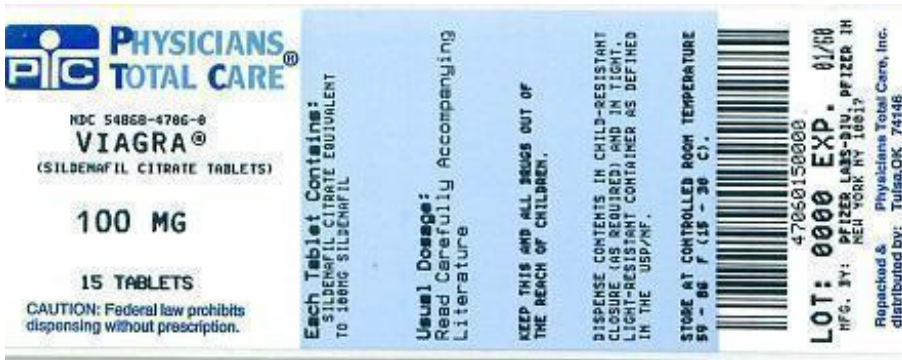 PTC PHYSICIANS
TOTAL CARE®
NDC 54868-4706-0
VIAGRA®
(SILDENAFIL CITRATE TABLETS)
100 MG
15 TABLETS
CAUTION: Federal law prohibits
dispensing without prescription.
Each Tablet Contains:
SILDENAFIL CITRATE EQUIVALENT
TO 100MG SILDENAFIL
Usual Dosage:
Read Carefully Accompanying
Literature
KEEP THIS AND ALL DRUGS OUT OF
THE REACH OF CHILDREN.
DISPENSE CONTENTS IN CHILD-RESISTANT
CLOSURE (AS REQUIRED) AND IN TIGHT,
LIGHT-RESISTANT CONTAINER AS DEFINED
IN THE USP/NF.
STORE AT CONTROLLED ROOM TEMPERATURE
59 - 86 F (15 - 30 C).
47060150000
LOT: 0000 EXP. 01/60
MFG. BY: PFIZER LABS-DIV. PFIZER IN
NEW YORK NY 10017
Repacked & Physicians Total Care, Inc.
distributed by: Tulsa,OK 74146